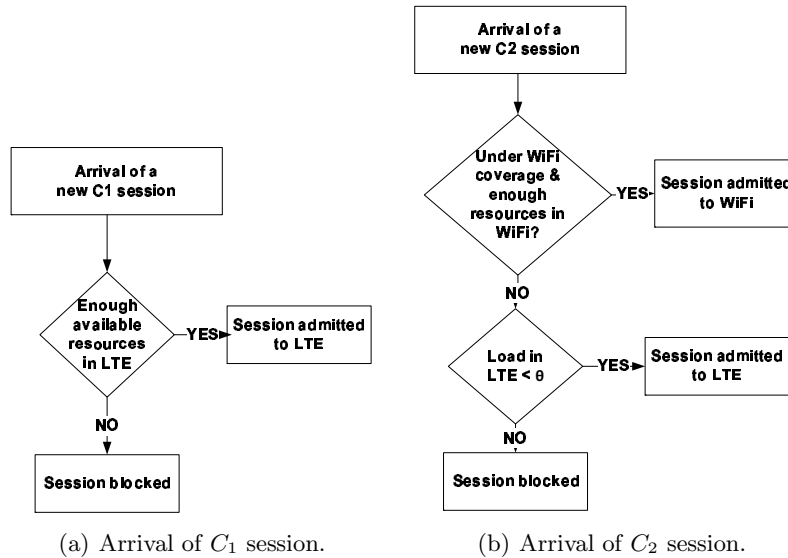 Arrival of a
new C1 session
Enough
available
resources
in LTE
YES
Session admitted
to LTE
NO
Session blocked
(a) Arrival of C₁ session.
Arrival of a
new C2 session
Under WiFi
coverage &
enough
resources in
WiFi?
YES
Session admitted
to WiFi
NO
Load in
LTE < θ
YES
Session admitted
to LTE
NO
Session blocked
(b) Arrival of C₂ session.